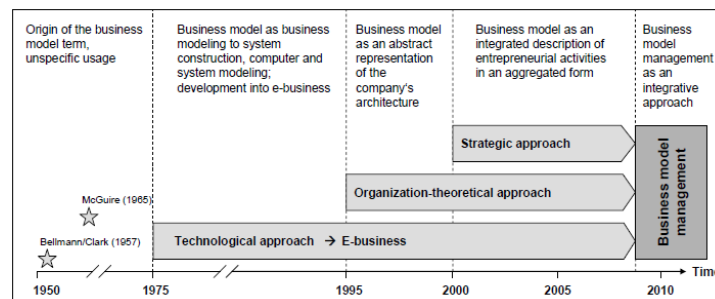 Origin of the business
model term,
unspecific usage
Business model as business
modeling to system
construction, computer and
system modeling;
development into e-business
Business model
as an abstract
representation
of the
company's
architecture
Business model as an
integrated description of
entrepreneurial activities
in an aggregated form
Business
model
management
as an
integrative
approach
Strategic approach
McGuire (1965)
Organization-theoretical approach
Business model
management
Bellmann/Clark (1957)
Technological approach → E-business
Time
1950
1975
1995
2000
2005
2010